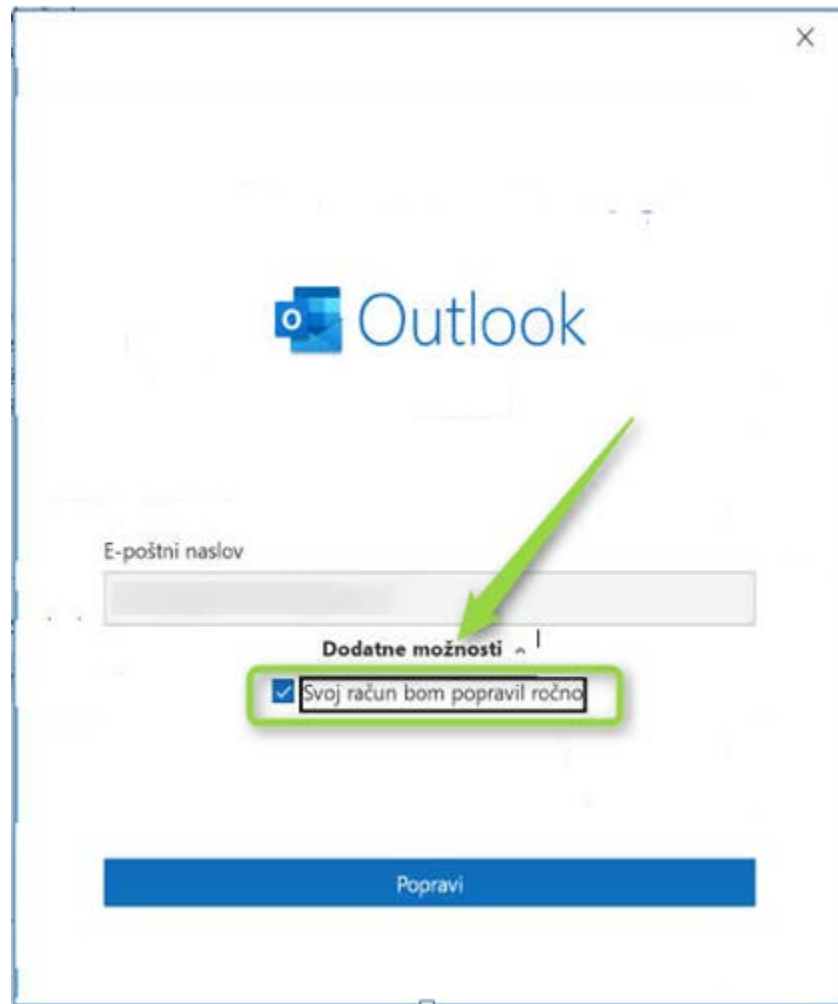 Outlook
E-poštni naslov
Dodatne možnosti
Svoj račun bom popravil ročno
Popravi